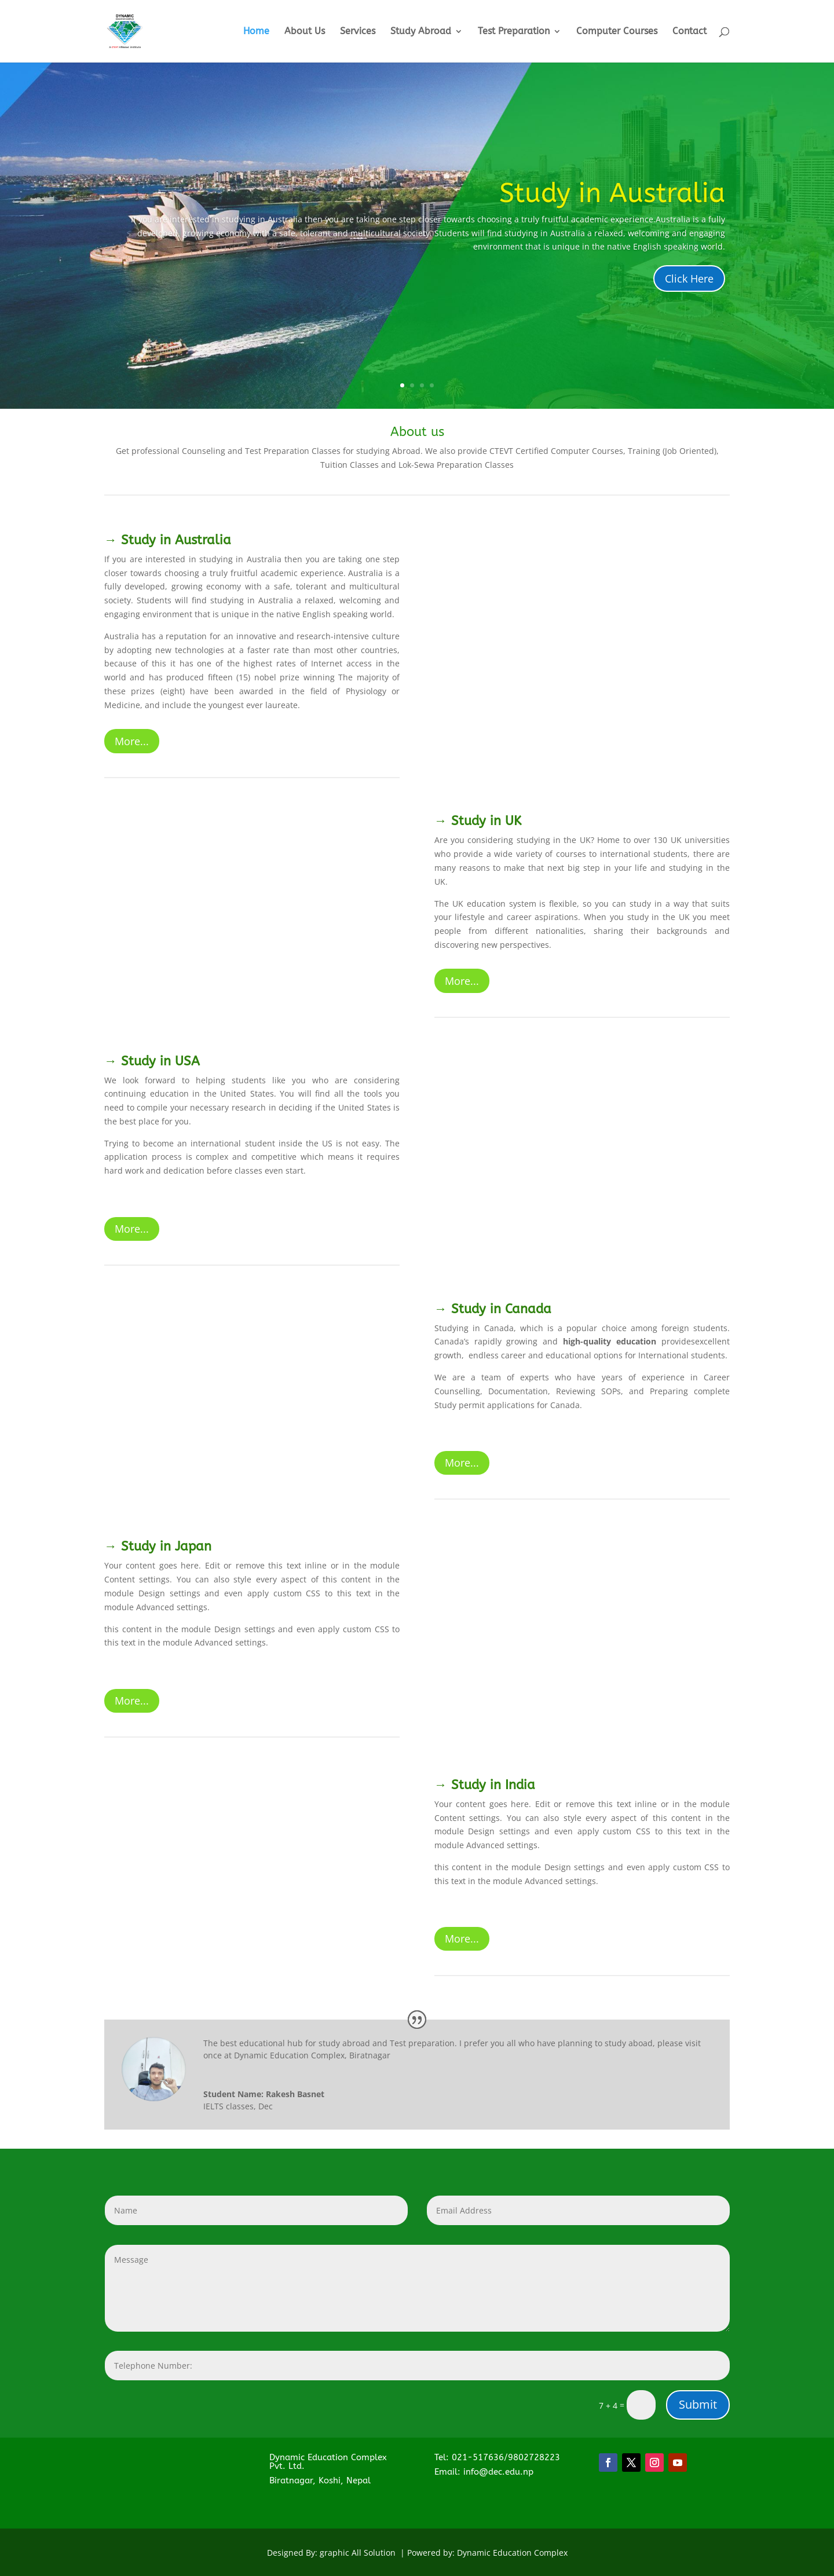 DYNAMIC
Home
About Us
Services
Study Abroad
Test Preparation
Computer Courses
Contact
Study in Australia
If you are interested in studying in Australia then you are taking one step closer towards choosing a truly fruitful academic experience.Australia is a fully
developed, growing economy with a safe, tolerant and multicultural society. Students will find studying in Australia a relaxed, welcoming and engaging
environment that is unique in the native English speaking world.
Click Here
About us
Get professional Counseling and Test Preparation Classes for studying Abroad. We also provide CTEVT Certified Computer Courses, Training (Job Oriented),
Tuition Classes and Lok-Sewa Preparation Classes
→ Study in Australia
If you are interested in studying in Australia then you are taking one step
closer towards choosing a truly fruitful academic experience. Australia is a
fully developed, growing economy with a safe, tolerant and multicultural
society. Students will find studying in Australia a relaxed, welcoming and
engaging environment that is unique in the native English speaking world.
Australia has a reputation for an innovative and research-intensive culture
by adopting new technologies at a faster rate than most other countries,
because of this it has one of the highest rates of Internet access in the
world and has produced fifteen (15) nobel prize winning The majority of
these prizes (eight) have been awarded in the field of Physiology or
Medicine, and include the youngest ever laureate.
More...
→ Study in UK
Are you considering studying in the UK? Home to over 130 UK universities
who provide a wide variety of courses to international students, there are
many reasons to make that next big step in your life and studying in the
UK.
The UK education system is flexible, so you can study in a way that suits
your lifestyle and career aspirations. When you study in the UK you meet
people from different nationalities, sharing their backgrounds and
discovering new perspectives.
More...
→ Study in USA
We look forward to helping students like you who are considering
continuing education in the United States. You will find all the tools you
need to compile your necessary research in deciding if the United States is
the best place for you.
Trying to become an international student inside the US is not easy. The
application process is complex and competitive which means it requires
hard work and dedication before classes even start.
More...
→ Study in Canada
Studying in Canada, which is a popular choice among foreign students.
Canada's rapidly growing and high-quality education providesexcellent
growth,  endless career and educational options for International students.
We are a team of experts who have years of experience in Career
Counselling, Documentation, Reviewing SOPs, and Preparing complete
Study permit applications for Canada.
More...
→ Study in Japan
Your content goes here. Edit or remove this text inline or in the module
Content settings. You can also style every aspect of this content in the
module Design settings and even apply custom CSS to this text in the
module Advanced settings.
this content in the module Design settings and even apply custom CSS to
this text in the module Advanced settings.
More...
→ Study in India
Your content goes here. Edit or remove this text inline or in the module
Content settings. You can also style every aspect of this content in the
module Design settings and even apply custom CSS to this text in the
module Advanced settings.
this content in the module Design settings and even apply custom CSS to
this text in the module Advanced settings.
More...
The best educational hub for study abroad and Test preparation. I prefer you all who have planning to study aboad, please visit
once at Dynamic Education Complex, Biratnagar
Student Name: Rakesh Basnet
IELTS classes, Dec
Name
Email Address
Message
Telephone Number:
7 + 4 =
Submit
Dynamic Education Complex
Pvt. Ltd.
Biratnagar, Koshi, Nepal
Tel: 021-517636/9802728223
Email: info@dec.edu.np
Designed By: graphic All Solution  | Powered by: Dynamic Education Complex